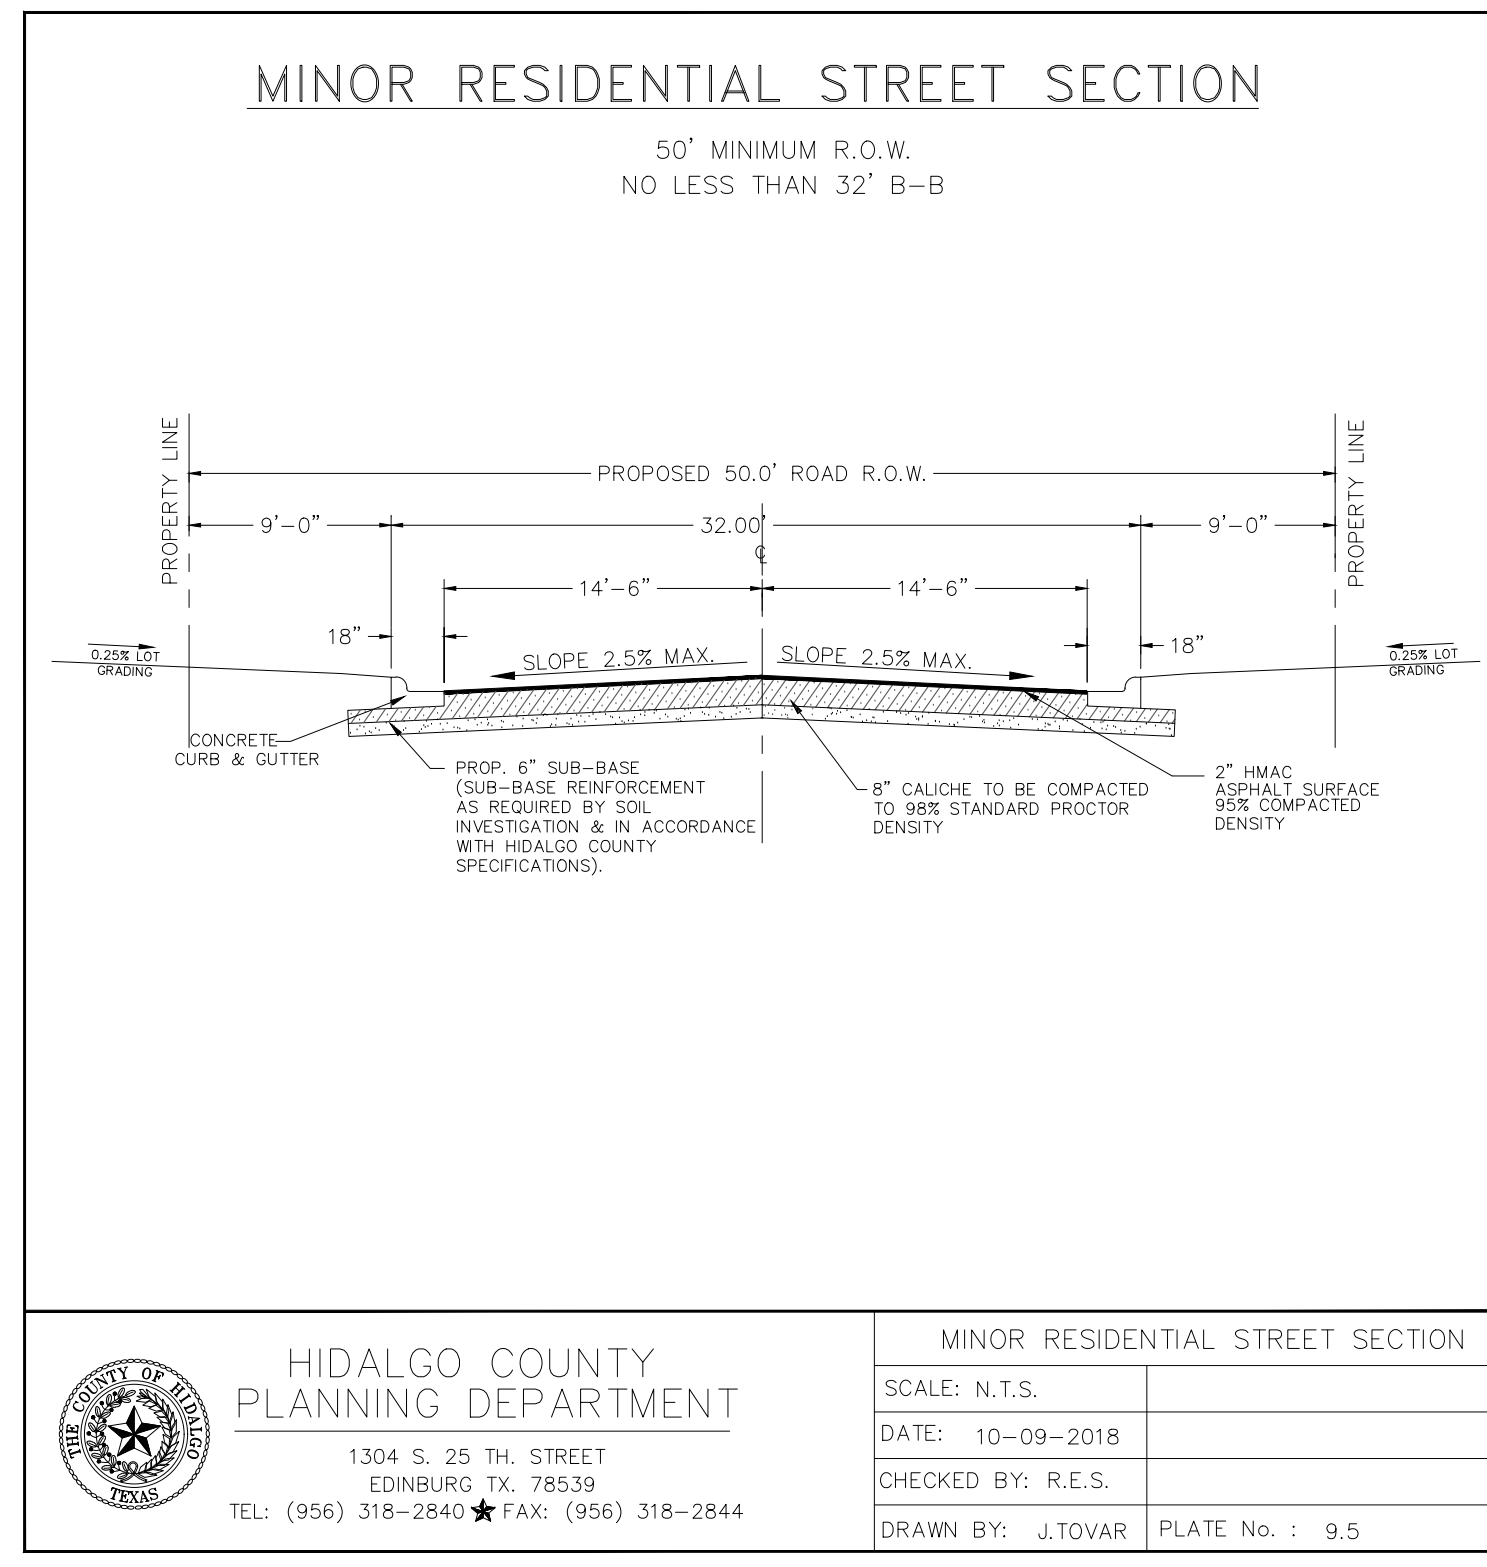 MINOR RESIDENTIAL STREET SECTION
50' MINIMUM R.O.W.
NO LESS THAN 32' B-B
PROPERTY LINE
PROPERTY LINE
PROPOSED 50.0' ROAD R.O.W.
9'-0"
32.00'
9'-0"
℄
14'-6"
14'-6"
18"
18"
0.25% LOT
GRADING
SLOPE 2.5% MAX.
SLOPE 2.5% MAX.
0.25% LOT
GRADING
CONCRETE
CURB & GUTTER
PROP. 6" SUB-BASE
(SUB-BASE REINFORCEMENT
AS REQUIRED BY SOIL
INVESTIGATION & IN ACCORDANCE
WITH HIDALGO COUNTY
SPECIFICATIONS).
8" CALICHE TO BE COMPACTED
TO 98% STANDARD PROCTOR
DENSITY
2" HMAC
ASPHALT SURFACE
95% COMPACTED
DENSITY
THE COUNTY OF HIDALGO
TEXAS
HIDALGO COUNTY
PLANNING DEPARTMENT
1304 S. 25 TH. STREET
EDINBURG TX. 78539
TEL: (956) 318-2840 ★ FAX: (956) 318-2844
MINOR RESIDENTIAL STREET SECTION
SCALE: N.T.S.
DATE: 10-09-2018
CHECKED BY: R.E.S.
DRAWN BY: J.TOVAR
PLATE No. : 9.5